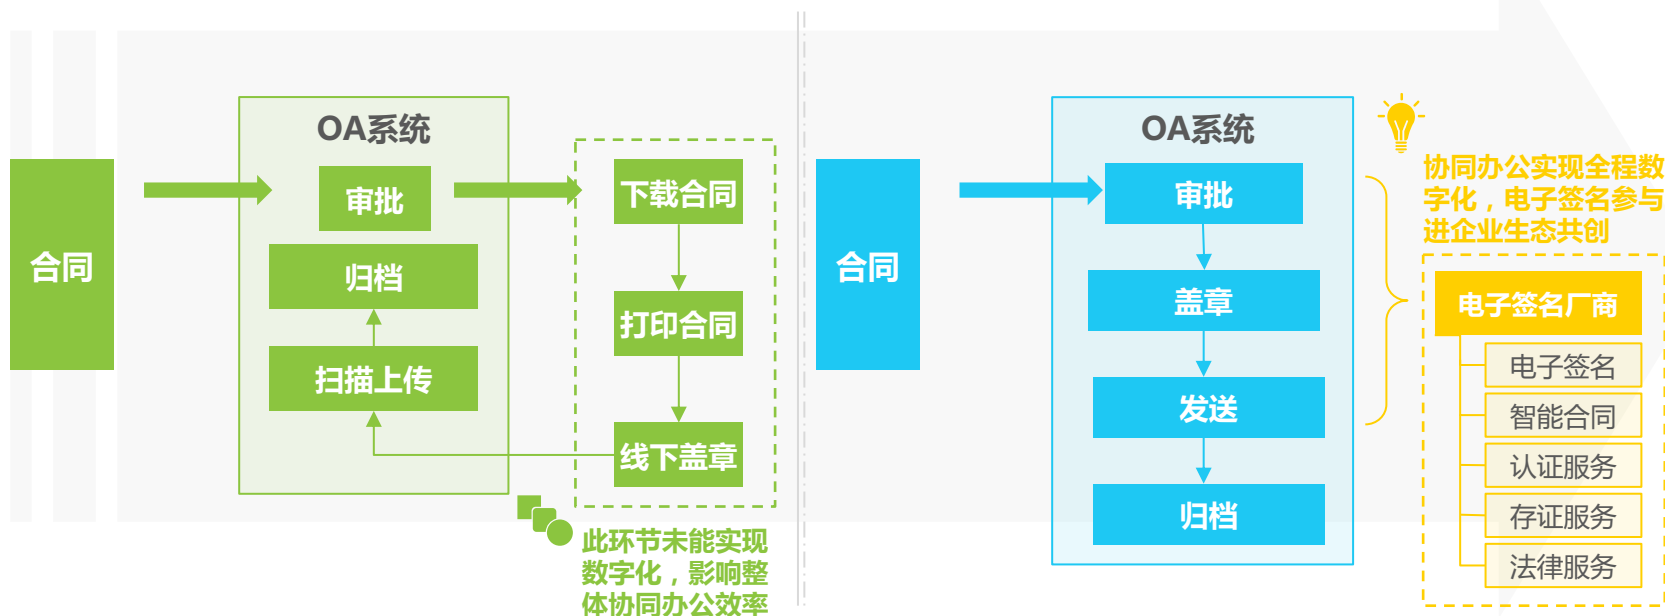 合同
OA系统
审批
归档
扫描上传
下载合同
打印合同
线下盖章
此环节未能实现
数字化，影响整
体协同办公效率
合同
OA系统
审批
盖章
发送
归档
协同办公实现全程数
字化，电子签名参与
进企业生态共创
电子签名厂商
电子签名
智能合同
认证服务
存证服务
法律服务